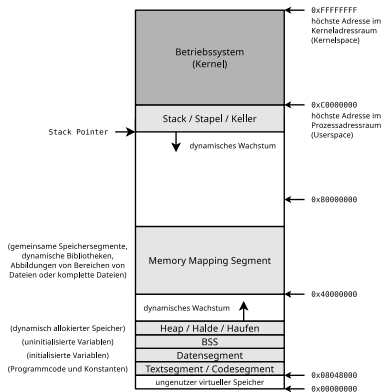 0xFFFFFFFF
höchste Adresse im
Kerneladressraum
(Kernelspace)
Betriebssystem
(Kernel)
0xC0000000
höchste Adresse im
Prozessadressraum
(Userspace)
Stack / Stapel / Keller
Stack Pointer
dynamisches Wachstum
0x80000000
(gemeinsame Speichersegmente,
dynamische Bibliotheken,
Abbildungen von Bereichen von
Dateien oder komplette Dateien)
Memory Mapping Segment
0x40000000
dynamisches Wachstum
(dynamisch allokierter Speicher)
Heap / Halde / Haufen
(uninitialisierte Variablen)
BSS
(initialisierte Variablen)
Datensegment
(Programmcode und Konstanten)
Textsegment / Codesegment
0x08048000
ungenutzer virtueller Speicher
0x00000000